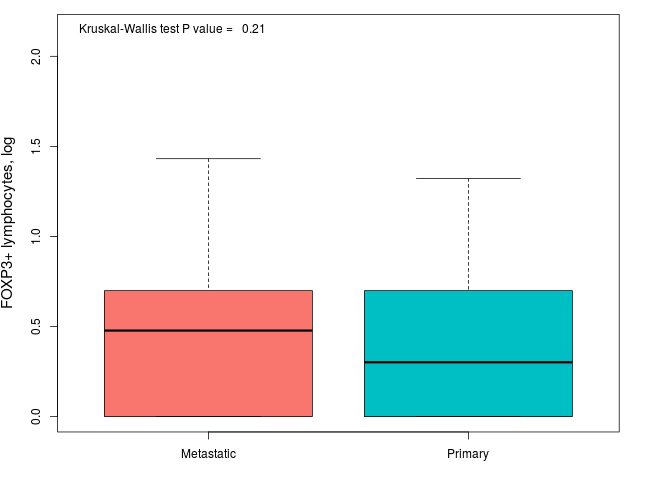 Kruskal-Wallis test P value = 0.21
FOXP3+ lymphocytes, log
2.0
1.5
1.0
0.5
0.0
Metastatic Primary